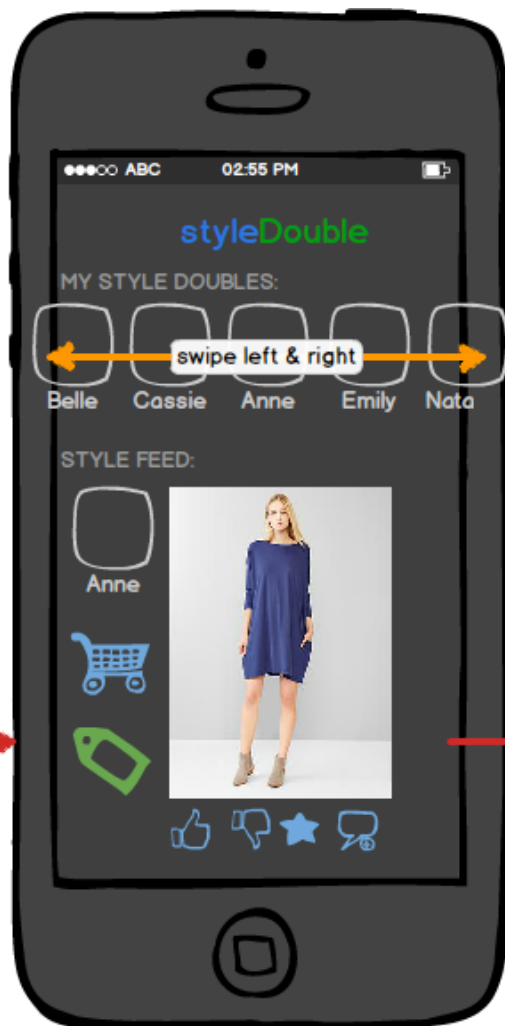 ABC 02:55 PM
styleDouble
MY STYLE DOUBLES:
swipe left & right
Belle Cassie Anne Emily Nata
STYLE FEED:
Anne